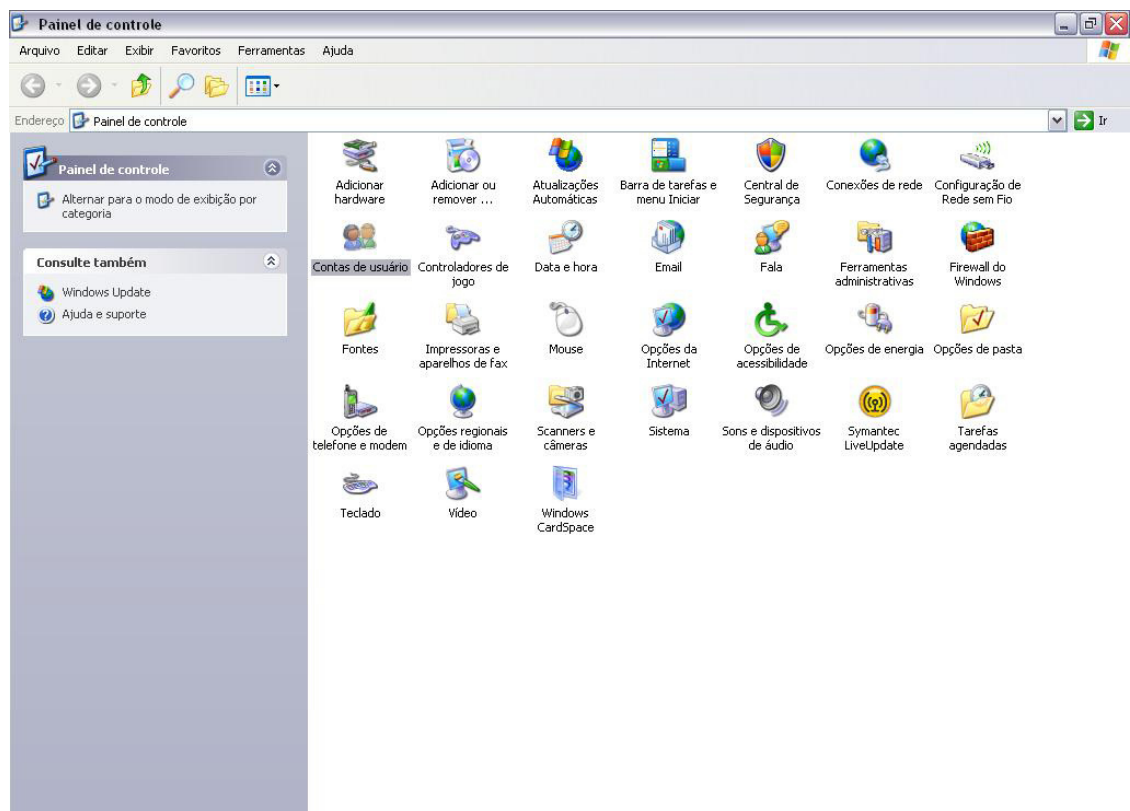 Painel de controle
Arquivo Editar Exibir Favoritos Ferramentas Ajuda
Endereço Painel de controle Ir
Painel de controle
Alternar para o modo de exibição por
categoria
Consulte também
Windows Update
Ajuda e suporte
Adicionar
hardware
Adicionar ou
remover ...
Atualizações
Automáticas
Barra de tarefas e
menu Iniciar
Central de
Segurança
Conexões de rede
Configuração de
Rede sem Fio
Contas de usuário
Controladores de
jogo
Data e hora
Email
Fala
Ferramentas
administrativas
Firewall do
Windows
Fontes
Impressoras e
aparelhos de fax
Mouse
Opções da
Internet
Opções de
acessibilidade
Opções de energia
Opções de pasta
Opções de
telefone e modem
Opções regionais
e de idioma
Scanners e
câmeras
Sistema
Sons e dispositivos
de áudio
Symantec
LiveUpdate
Tarefas
agendadas
Teclado
Vídeo
Windows
CardSpace